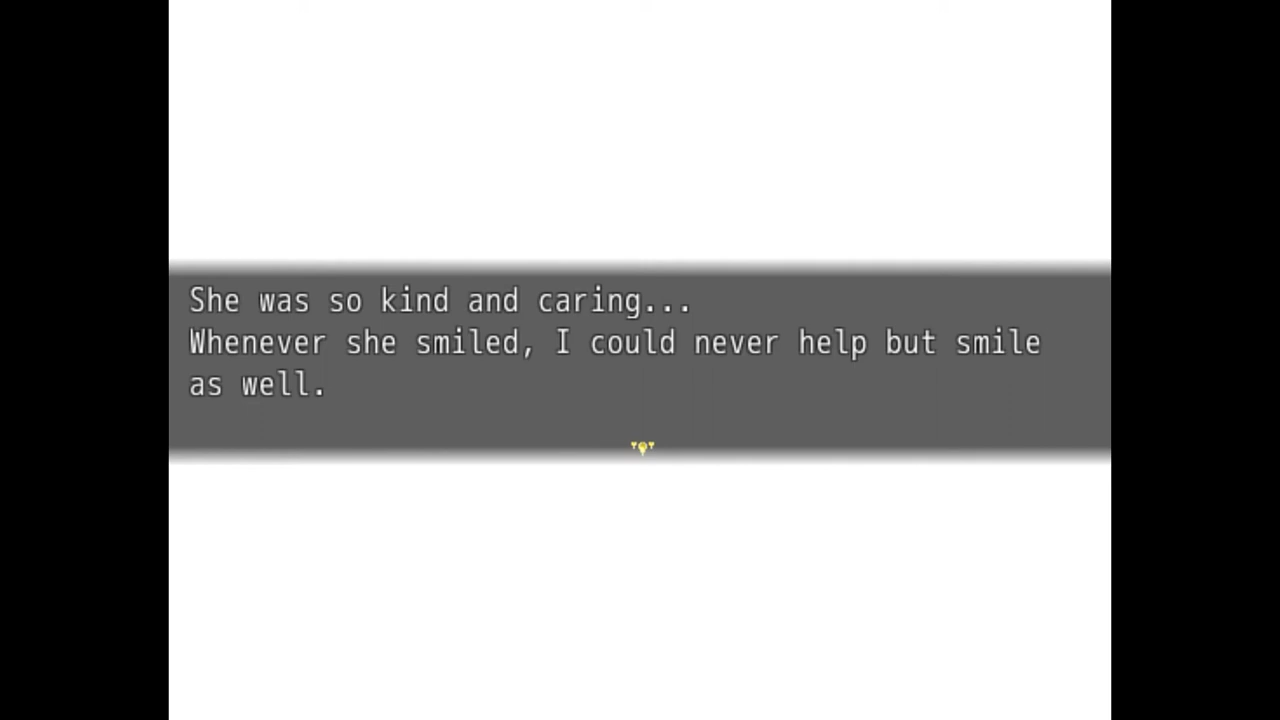 She was so kind and caring...
Whenever she smiled, I could never help but smile
as well.